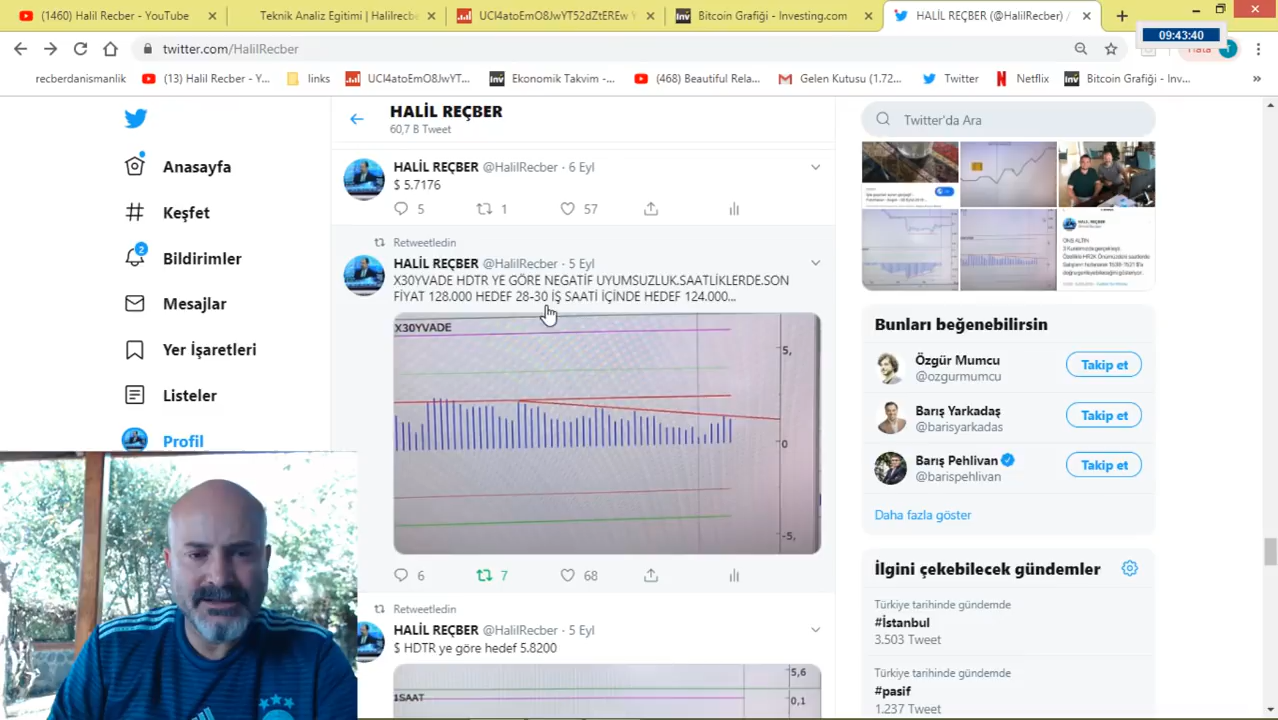 (1460) Halil Recber - YouTube
Teknik Analiz Egitimi | Halilrecbe
UCI4atoEmO8JwYT52dZtEREw Y
Bitcoin Grafiği - Investing.com
HALİL REÇBER (@HalilRecber) /
09:43:40
twitter.com/HalilRecber
Hata
recberdanismanlik
(13) Halil Recber - Y...
links
UCI4atoEmO8JwYT...
Ekonomik Takvim -...
(468) Beautiful Rela...
Gelen Kutusu (1.72...
Twitter
Netflix
Bitcoin Grafiği - Inv...
HALİL REÇBER
60,7 B Tweet
Twitter'da Ara
Anasayfa
Keşfet
2
Bildirimler
Mesajlar
Yer İşaretleri
Listeler
Profil
HALİL REÇBER @HalilRecber · 6 Eyl
$ 5.7176
5 1 57
Retweetledin
HALİL REÇBER @HalilRecber · 5 Eyl
X30YVADE HDTR YE GÖRE NEGATİF UYUMSUZLUK.SAATLİKLERDE.SON
FİYAT 128.000 HEDEF 28-30 İŞ SAATİ İÇİNDE HEDEF 124.000...
X30YVADE
5,
0
-5,
6 7 68
Retweetledin
HALİL REÇBER @HalilRecber · 5 Eyl
$ HDTR ye göre hedef 5.8200
1SAAT
5,6
0,1
Bunları beğenebilirsin
Özgür Mumcu
@ozgurmumcu
Takip et
Barış Yarkadaş
@barisyarkadas
Takip et
Barış Pehlivan
@barispehlivan
Takip et
Daha fazla göster
İlgini çekebilecek gündemler
Türkiye tarihinde gündemde
#İstanbul
3.503 Tweet
Türkiye tarihinde gündemde
#pasif
1.237 Tweet